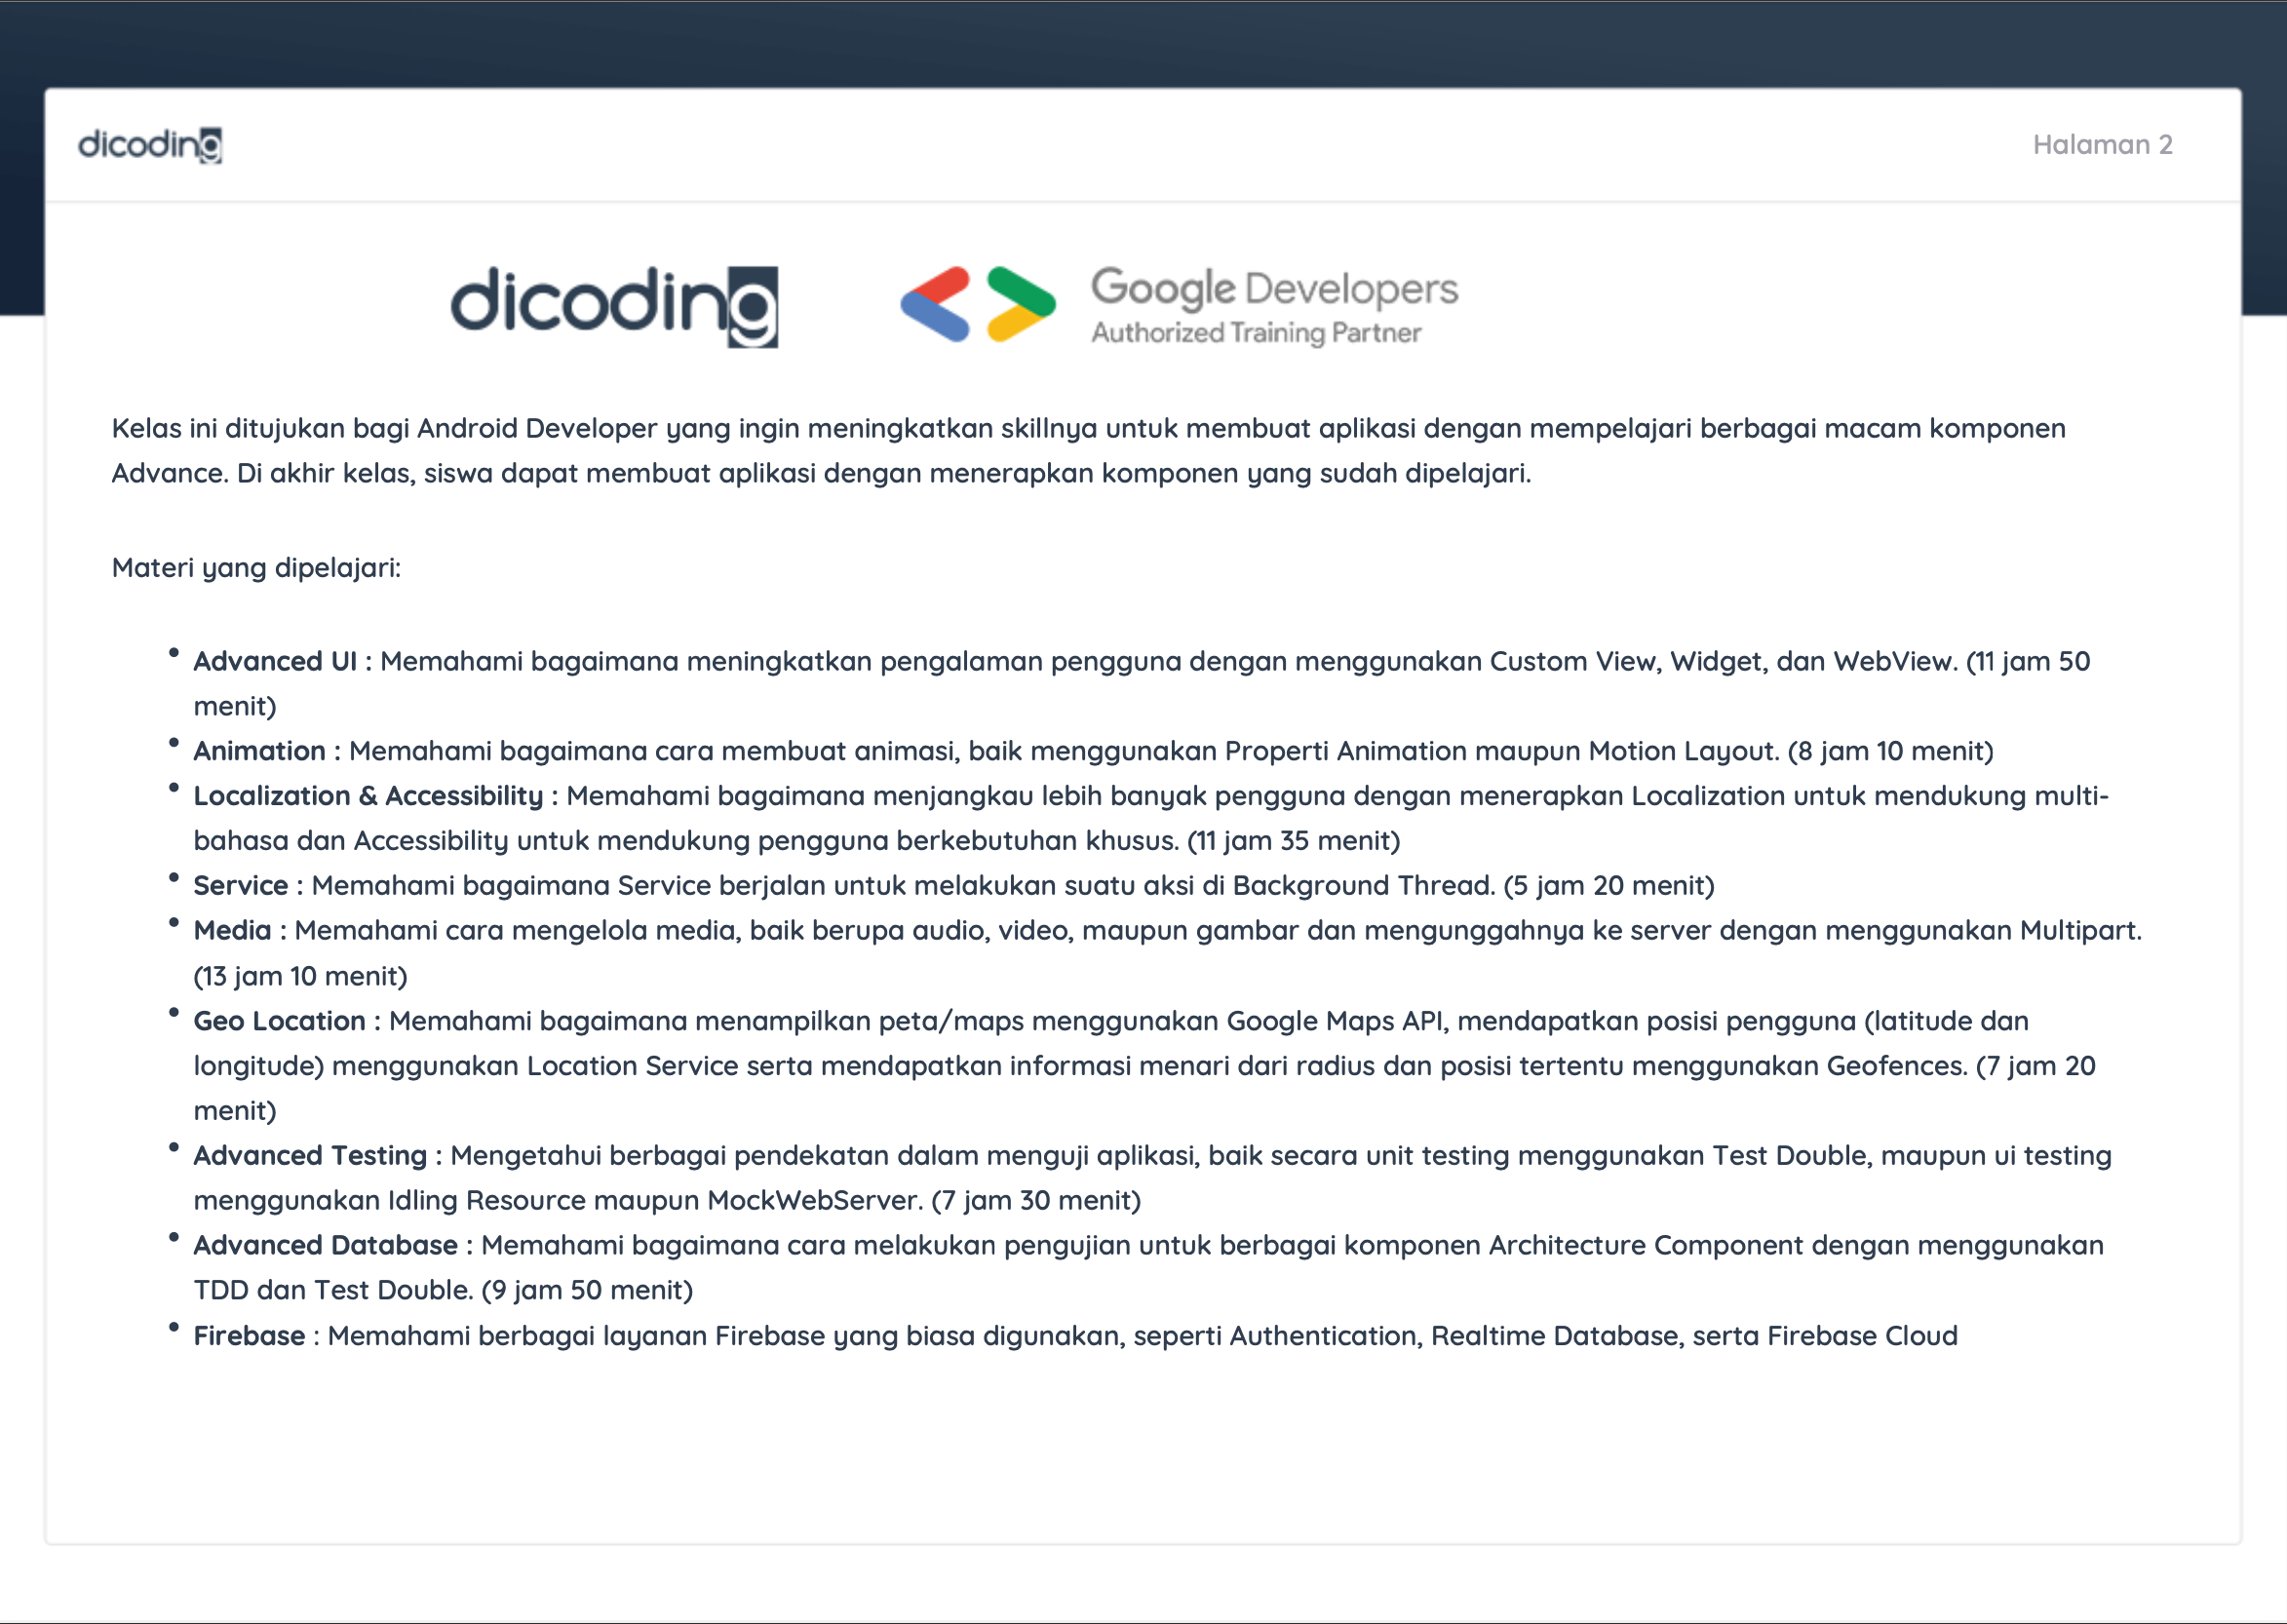 dicoding
Halaman 2
dicoding
Google Developers
Authorized Training Partner
Kelas ini ditujukan bagi Android Developer yang ingin meningkatkan skillnya untuk membuat aplikasi dengan mempelajari berbagai macam komponen
Advance. Di akhir kelas, siswa dapat membuat aplikasi dengan menerapkan komponen yang sudah dipelajari.
Materi yang dipelajari:
• Advanced UI : Memahami bagaimana meningkatkan pengalaman pengguna dengan menggunakan Custom View, Widget, dan WebView. (11 jam 50
menit)
• Animation : Memahami bagaimana cara membuat animasi, baik menggunakan Properti Animation maupun Motion Layout. (8 jam 10 menit)
• Localization & Accessibility : Memahami bagaimana menjangkau lebih banyak pengguna dengan menerapkan Localization untuk mendukung multi-
bahasa dan Accessibility untuk mendukung pengguna berkebutuhan khusus. (11 jam 35 menit)
• Service : Memahami bagaimana Service berjalan untuk melakukan suatu aksi di Background Thread. (5 jam 20 menit)
• Media : Memahami cara mengelola media, baik berupa audio, video, maupun gambar dan mengunggahnya ke server dengan menggunakan Multipart.
(13 jam 10 menit)
• Geo Location : Memahami bagaimana menampilkan peta/maps menggunakan Google Maps API, mendapatkan posisi pengguna (latitude dan
longitude) menggunakan Location Service serta mendapatkan informasi menari dari radius dan posisi tertentu menggunakan Geofences. (7 jam 20
menit)
• Advanced Testing : Mengetahui berbagai pendekatan dalam menguji aplikasi, baik secara unit testing menggunakan Test Double, maupun ui testing
menggunakan Idling Resource maupun MockWebServer. (7 jam 30 menit)
• Advanced Database : Memahami bagaimana cara melakukan pengujian untuk berbagai komponen Architecture Component dengan menggunakan
TDD dan Test Double. (9 jam 50 menit)
• Firebase : Memahami berbagai layanan Firebase yang biasa digunakan, seperti Authentication, Realtime Database, serta Firebase Cloud